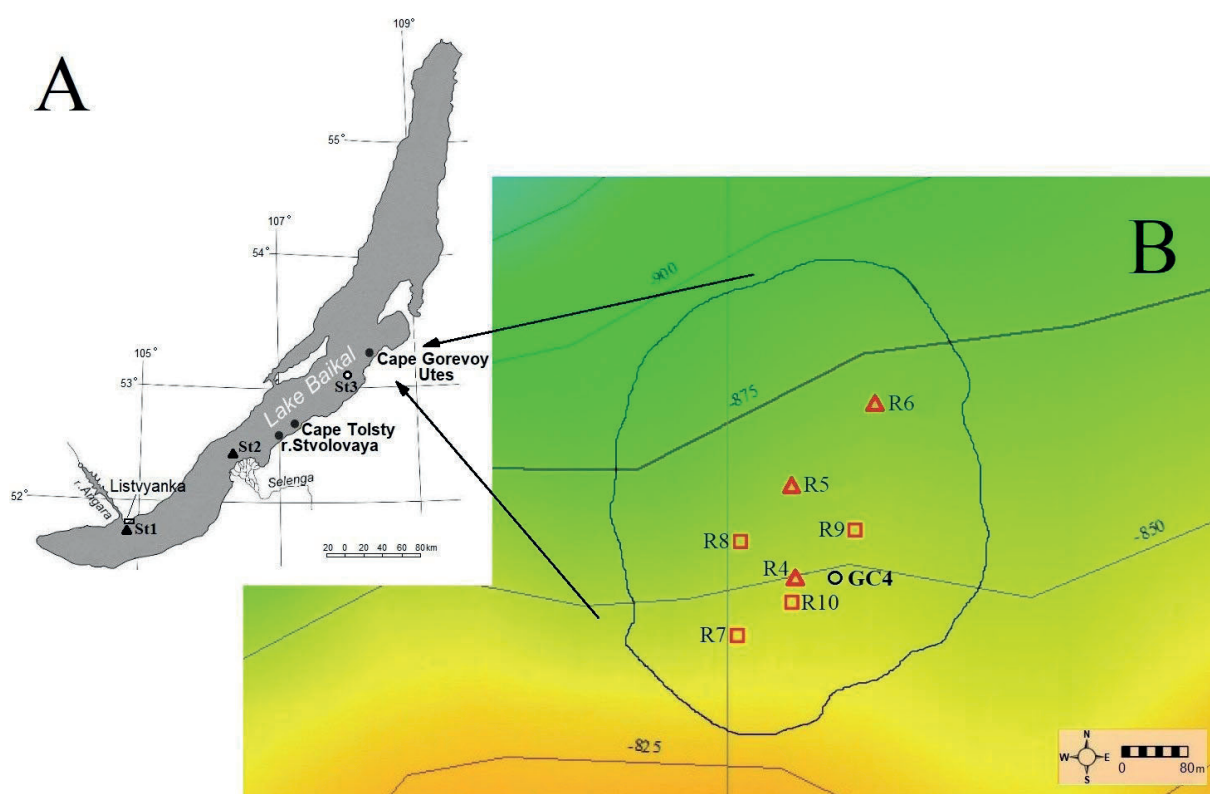 A
109°
55°
107°
54°
105°
53°
Lake Baikal
Cape Gorevoy
Utes
St3
Cape Tolsty
r.Stvolovaya
St2
Selenga
52°
r.Angara
Listvyanka
St1
20 0 20 40 60 80km
B
-900
-875
R6
R5
R8
R9
-850
R4
GC4
R10
R7
-825
N
W E
S
0 80m